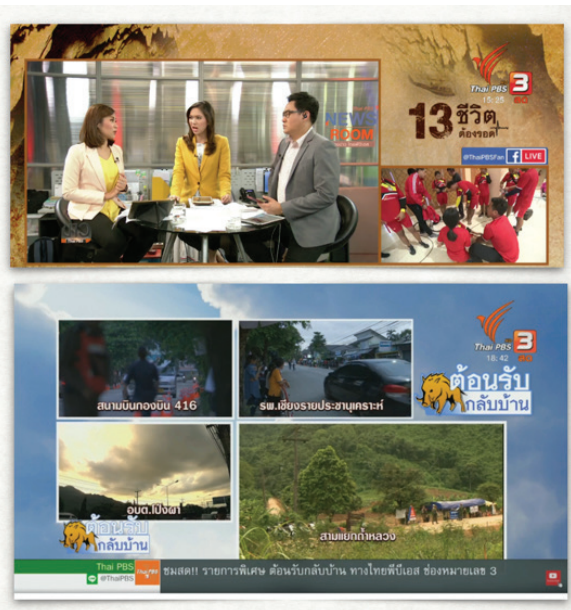 Thai PBS 3
15:25
NEWS
ROOM
13 ชีวิต
ต้องรอด
@ThaiPBSFan f LIVE
Thai PBS 3
18:42
ต้อนรับ
กลับบ้าน
สนามบินกองบิน 416
รพ.เชียงรายประชานุเคราะห์
อบต.โป่งผา
สามแยกถ้ำหลวง
ต้อนรับ
กลับบ้าน
Thai PBS
@ThaiPBS
Thai PBS
ชมสด!! รายการพิเศษ ต้อนรับกลับบ้าน ทางไทยพีบีเอส ช่องหมายเลข 3